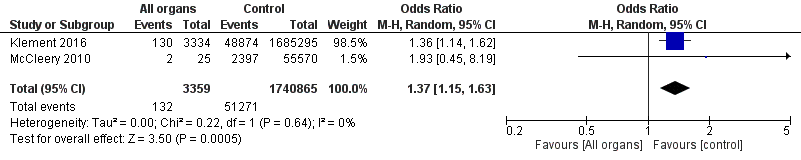 All organs Control Odds Ratio Odds Ratio
Study or Subgroup Events Total Events Total Weight M-H, Random, 95% CI M-H, Random, 95% CI
Klement 2016 130 3334 48874 1685295 98.5% 1.36 [1.14, 1.62]
McCleery 2010 2 25 2397 55570 1.5% 1.93 [0.45, 8.19]
Total (95% CI) 3359 1740865 100.0% 1.37 [1.15, 1.63]
Total events 132 51271
Heterogeneity: Tau² = 0.00; Chi² = 0.22, df = 1 (P = 0.64); I² = 0%
Test for overall effect: Z = 3.50 (P = 0.0005)
0.2 0.5 1 2 5
Favours [All organs] Favours [control]